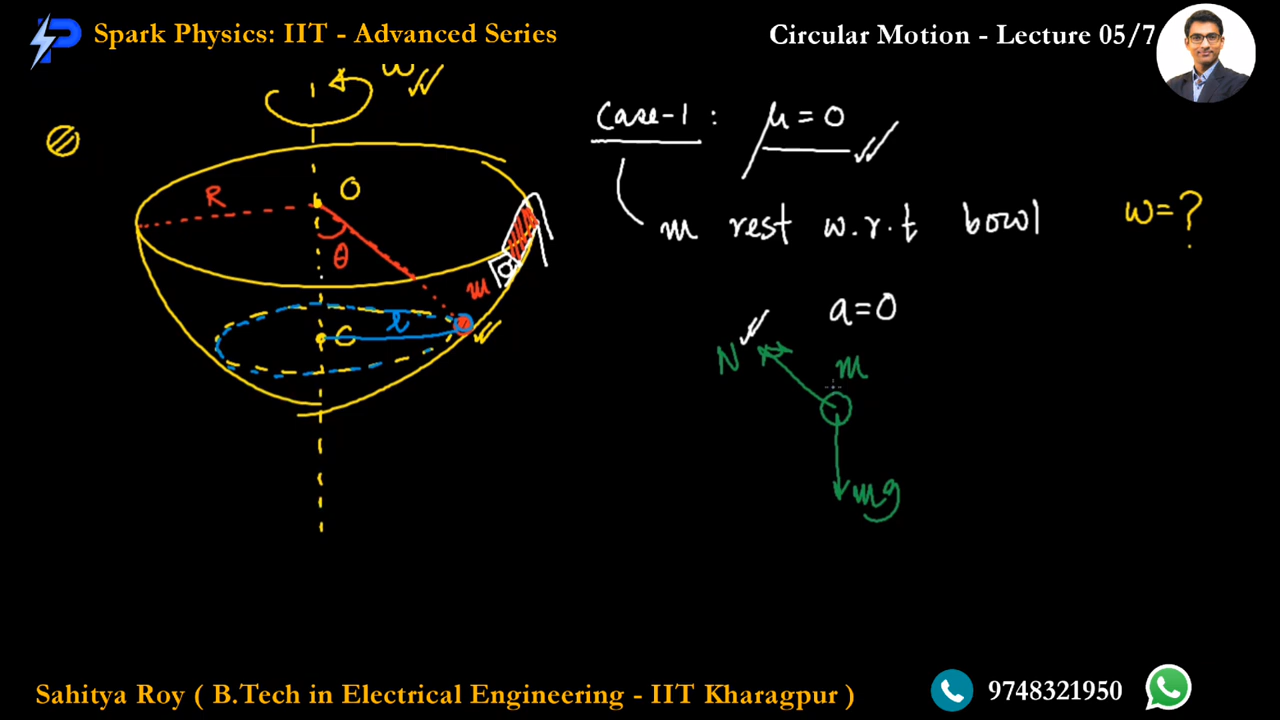 Spark Physics: IIT - Advanced Series
Circular Motion - Lecture 05/7
ω
Case-1 : μ = 0
R
O
m rest w.r.t bowl
ω = ?
θ
m
a = 0
r
C
N
m
mg
Sahitya Roy ( B.Tech in Electrical Engineering - IIT Kharagpur )
9748321950